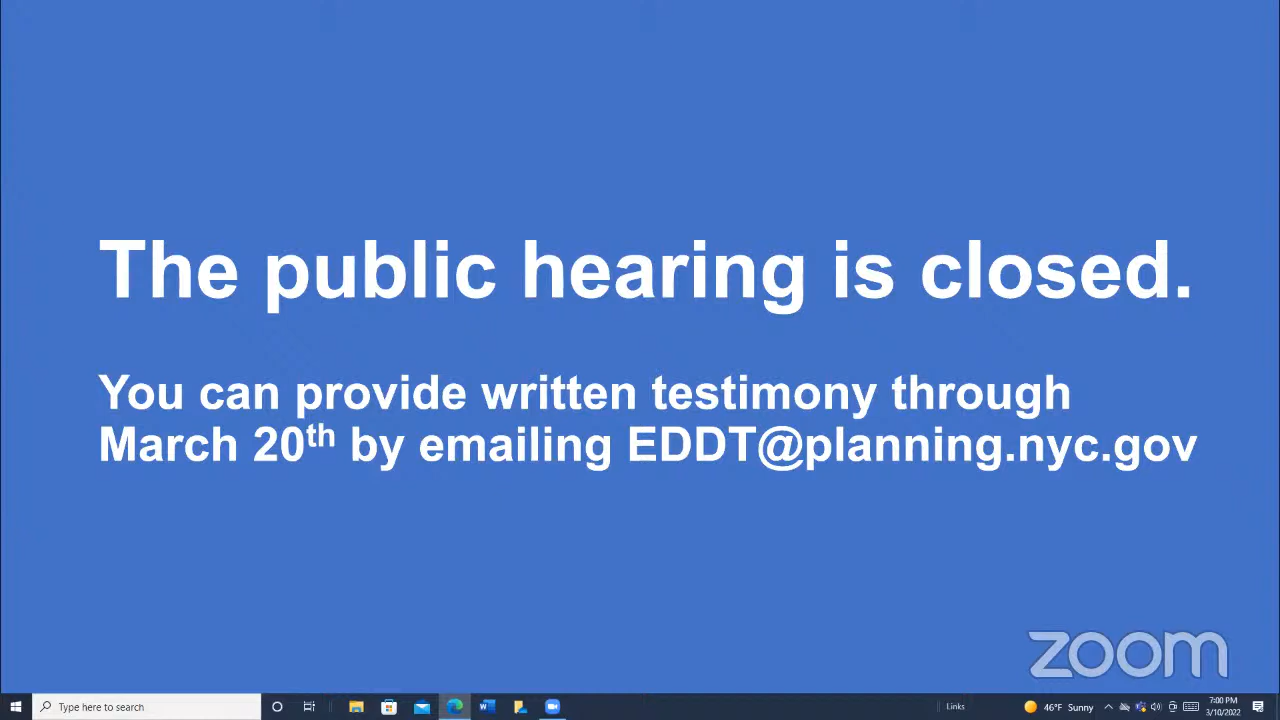 The public hearing is closed.
You can provide written testimony through
March 20th by emailing EDDT@planning.nyc.gov
zoom
Type here to search
Links
46°F Sunny
7:00 PM
3/10/2022